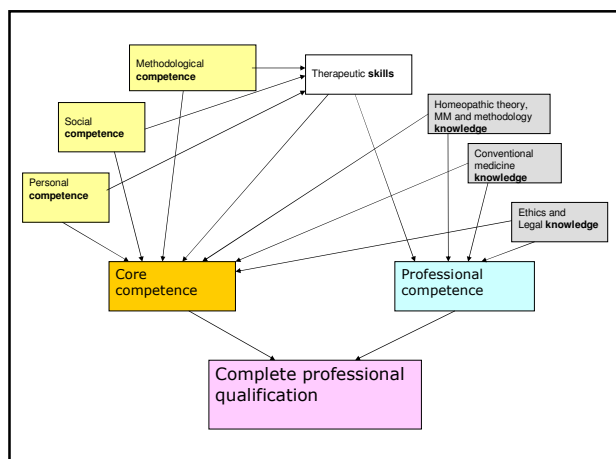 Methodological
competence
Therapeutic skills
Social
competence
Personal
competence
Homeopathic theory,
MM and methodology
knowledge
Conventional
medicine
knowledge
Ethics and
Legal knowledge
Core
competence
Professional
competence
Complete professional
qualification